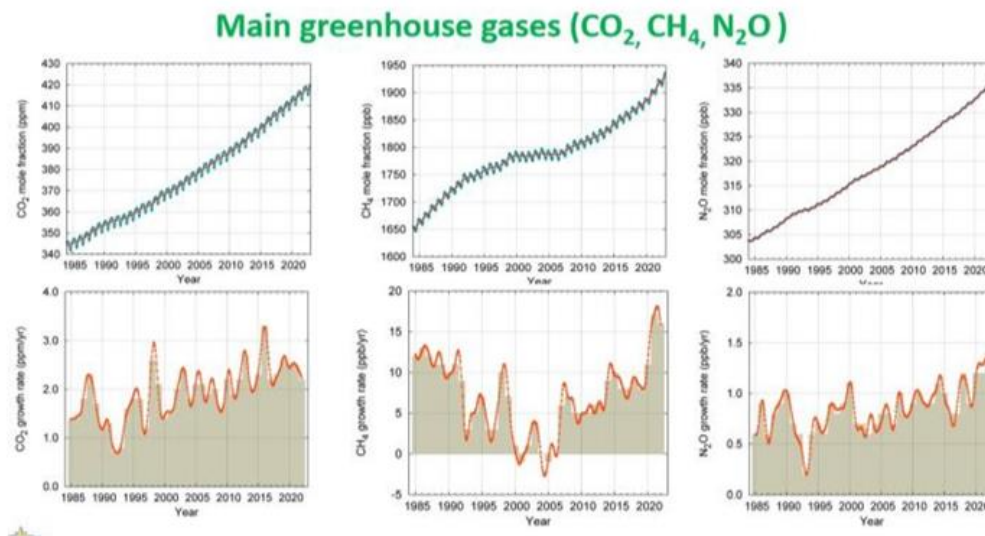 Main greenhouse gases (CO₂, CH₄, N₂O )
CO₂ mole fraction (ppm)
430
420
410
400
390
380
370
360
350
340
1985 1990 1995 2000 2005 2010 2015 2020
Year
CH₄ mole fraction (ppb)
1950
1900
1850
1800
1750
1700
1650
1600
1985 1990 1995 2000 2005 2010 2015 2020
Year
N₂O mole fraction (ppb)
340
335
330
325
320
315
310
305
300
1985 1990 1995 2000 2005 2010 2015 2020
CO₂ growth rate (ppm/yr)
4.0
3.0
2.0
1.0
0.0
1985 1990 1995 2000 2005 2010 2015 2020
Year
CH₄ growth rate (ppb/yr)
20
15
10
5
0
-5
1985 1990 1995 2000 2005 2010 2015 2020
Year
N₂O growth rate (ppb/yr)
2.0
1.5
1.0
0.5
0.0
1985 1990 1995 2000 2005 2010 2015 2020
Year